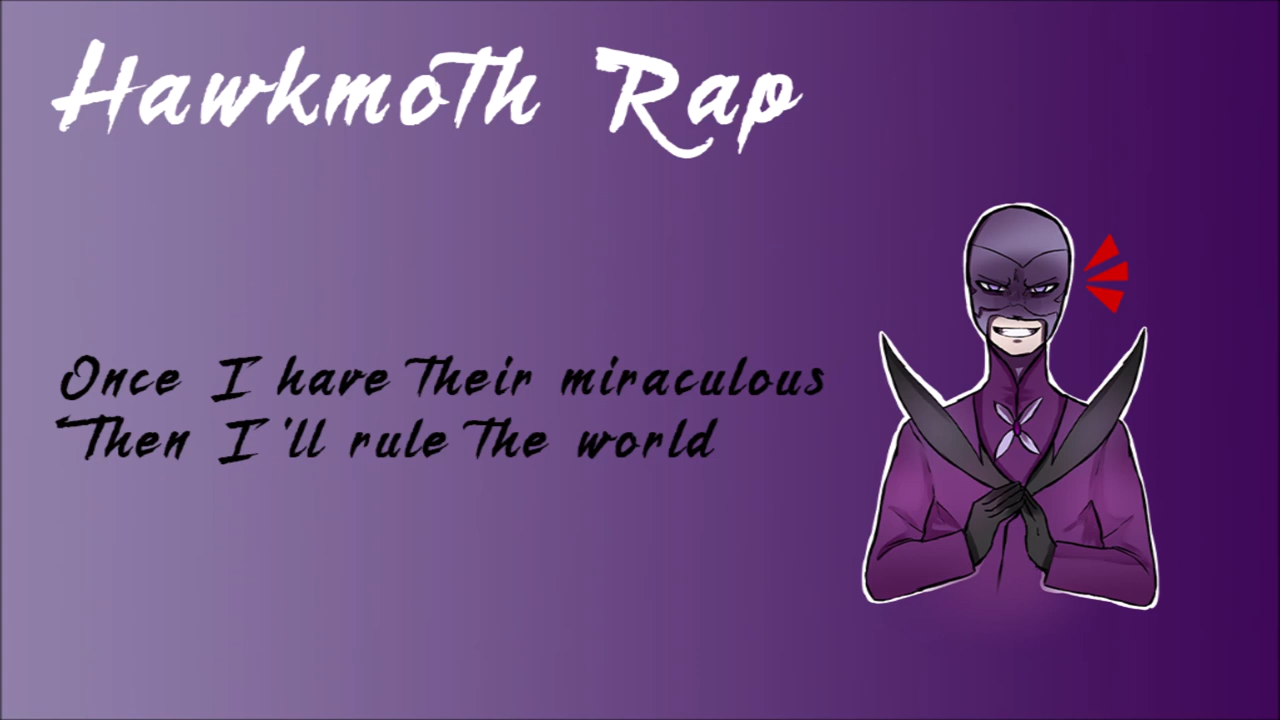 Hawkmoth Rap
Once I have their miraculous
Then I'll rule the world